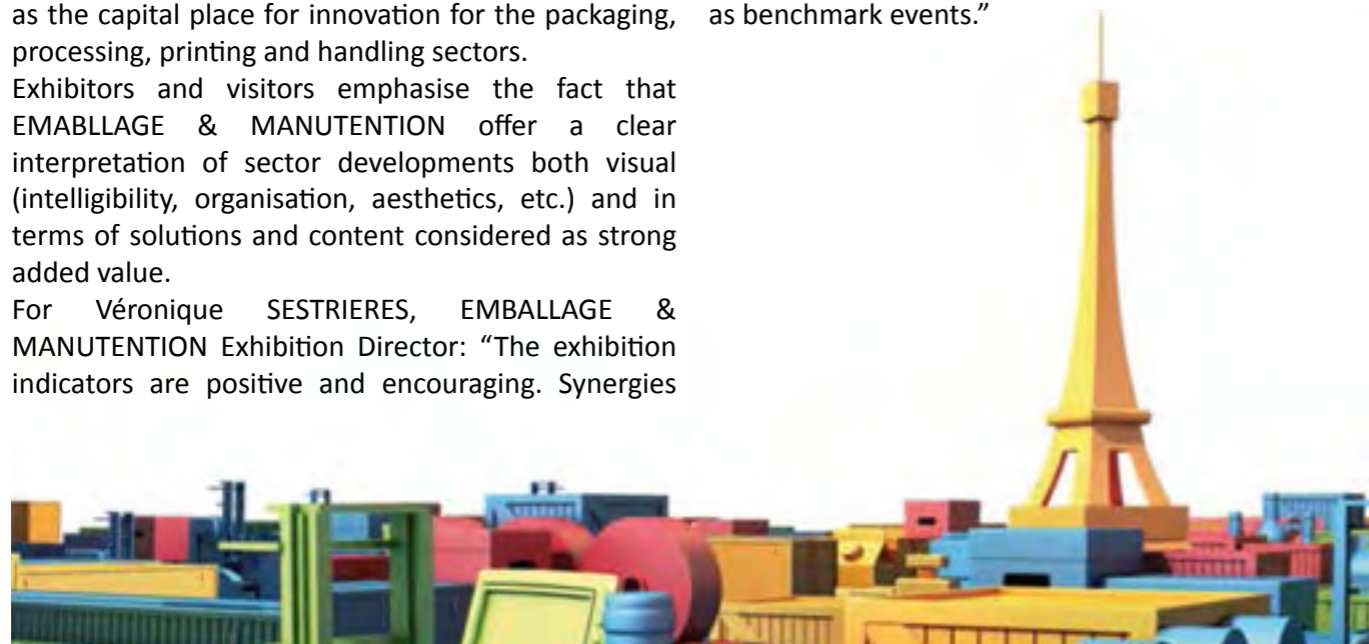 as the capital place for innovation for the packaging,
processing, printing and handling sectors.
Exhibitors and visitors emphasise the fact that
EMABLLAGE & MANUTENTION offer a clear
interpretation of sector developments both visual
(intelligibility, organisation, aesthetics, etc.) and in
terms of solutions and content considered as strong
added value.
For Véronique SESTRIERES, EMBALLAGE &
MANUTENTION Exhibition Director: “The exhibition
indicators are positive and encouraging. Synergies
as benchmark events.”